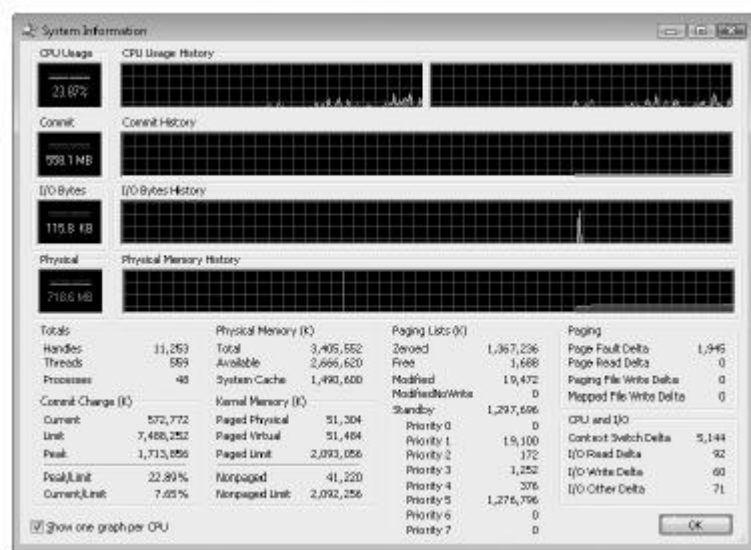 System Information
CPU Usage
CPU Usage History
23.87%
Commit
Commit History
558.1 MB
I/O Bytes
I/O Bytes History
115.8 KB
Physical
Physical Memory History
718.6 MB
Totals
Handles 11,253
Threads 559
Processes 48
Commit Charge (K)
Current 572,772
Limit 7,488,252
Peak 1,713,856
Peak/Limit 22.89%
Current/Limit 7.65%
Physical Memory (K)
Total 3,405,552
Available 2,666,620
System Cache 1,490,600
Kernel Memory (K)
Paged Physical 51,304
Paged Virtual 51,484
Paged Limit 2,093,056
Nonpaged 41,220
Nonpaged Limit 2,092,256
Paging Lists (K)
Zeroed 1,367,236
Free 1,688
Modified 19,472
ModifiedNoWrite 0
Standby 1,297,696
Priority 0 0
Priority 1 19,100
Priority 2 172
Priority 3 1,252
Priority 4 376
Priority 5 1,276,796
Priority 6 0
Priority 7 0
Paging
Page Fault Delta 1,945
Page Read Delta 0
Paging File Write Delta 0
Mapped File Write Delta 0
CPU and I/O
Context Switch Delta 5,144
I/O Read Delta 92
I/O Write Delta 60
I/O Other Delta 71
Show one graph per CPU
OK